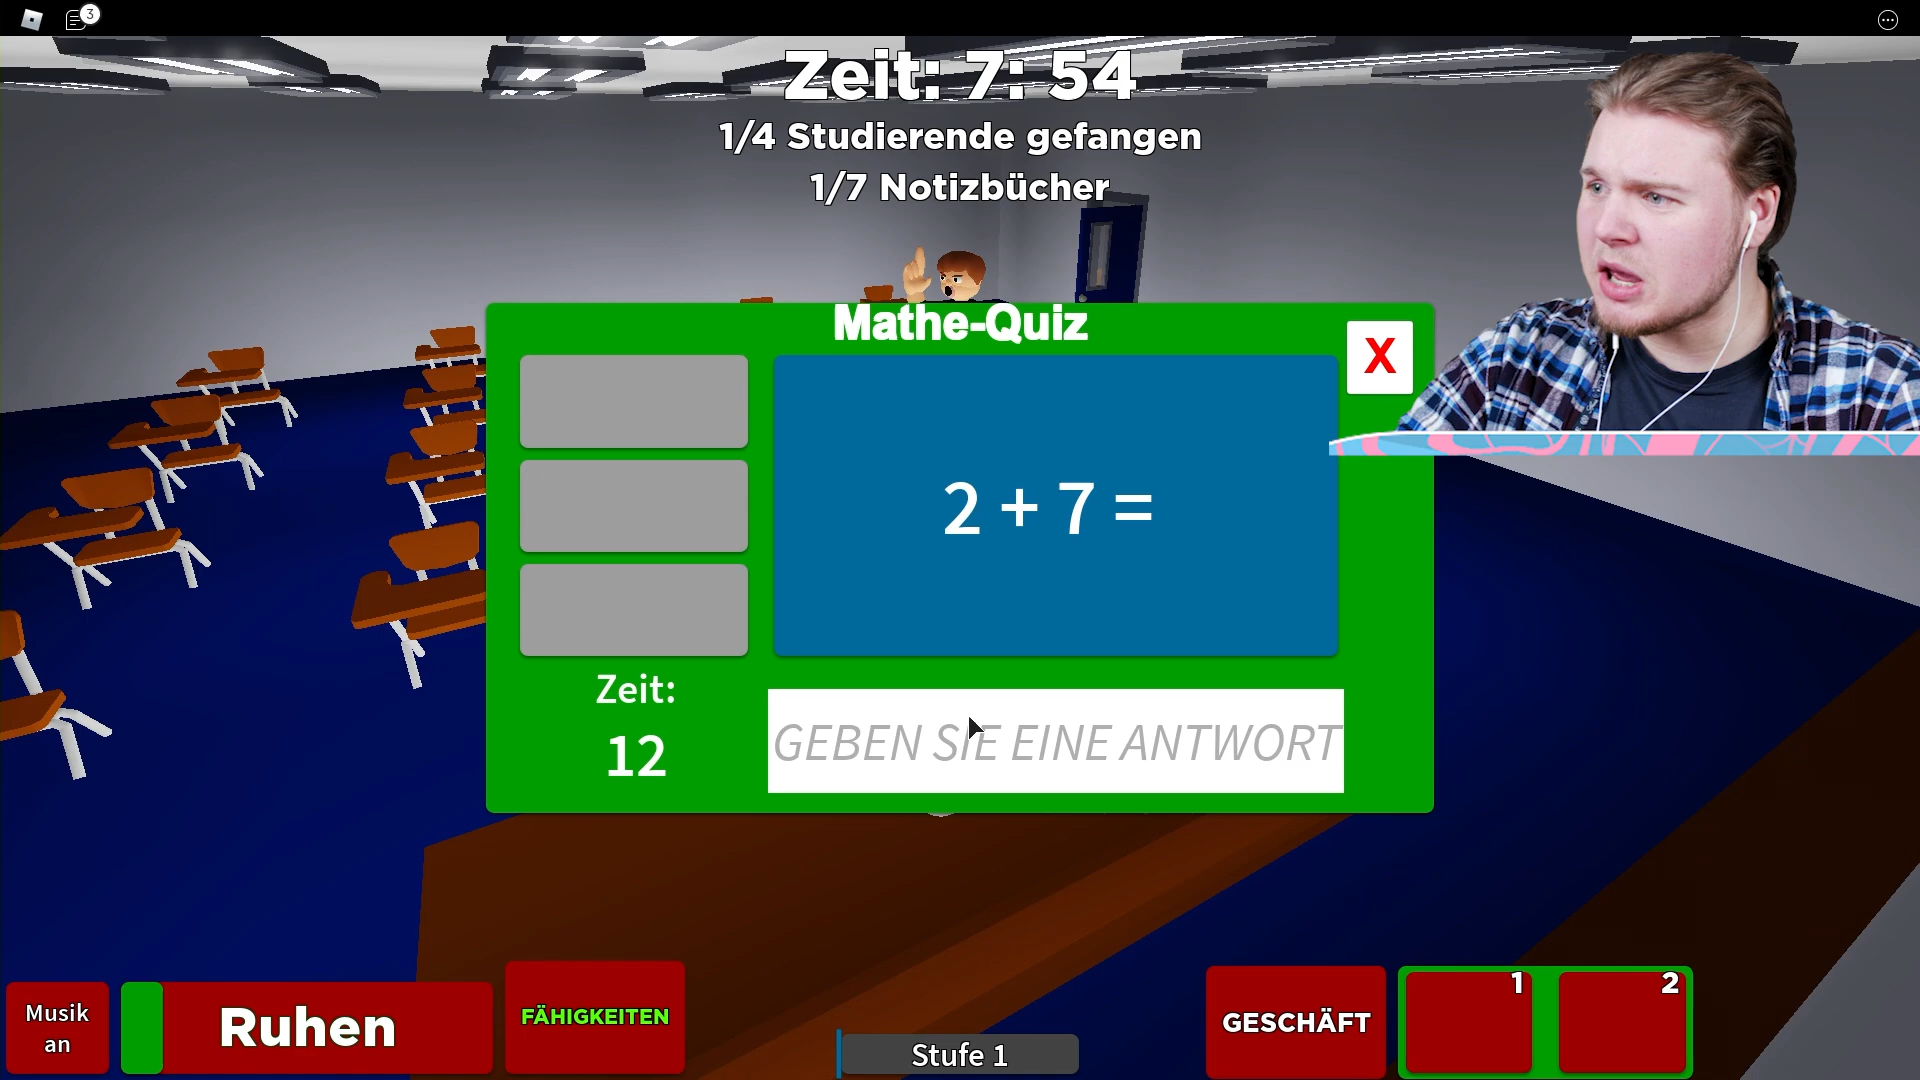 3
Zeit: 7: 54
1/4 Studierende gefangen
1/7 Notizbücher
Mathe-Quiz
X
2 + 7 =
Zeit:
12
GEBEN SIE EINE ANTWORT
Musik
an
Ruhen
FÄHIGKEITEN
Stufe 1
GESCHÄFT
1
2